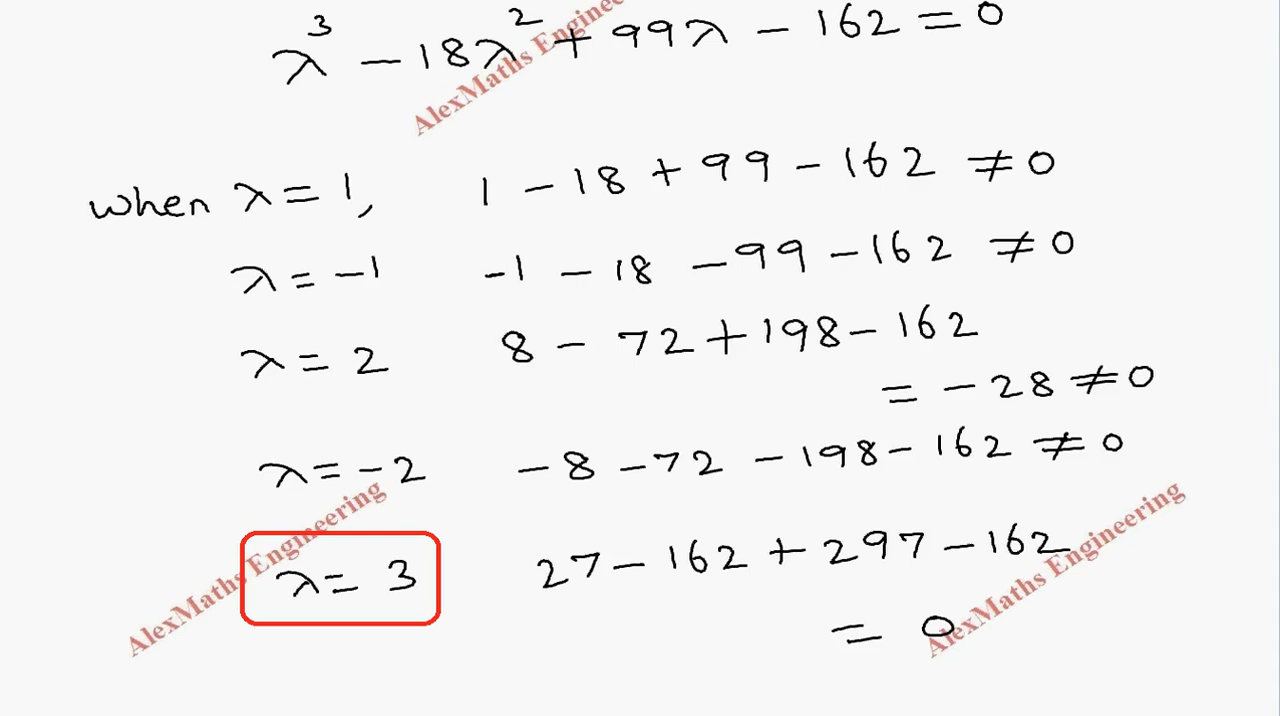 λ³ - 18λ² + 99λ - 162 = 0
AlexMaths Engineering
when λ = 1, 1 - 18 + 99 - 162 ≠ 0
λ = -1 -1 - 18 - 99 - 162 ≠ 0
λ = 2 8 - 72 + 198 - 162
= -28 ≠ 0
λ = -2 -8 - 72 - 198 - 162 ≠ 0
AlexMaths Engineering
AlexMaths Engineering
λ = 3 27 - 162 + 297 - 162
= 0